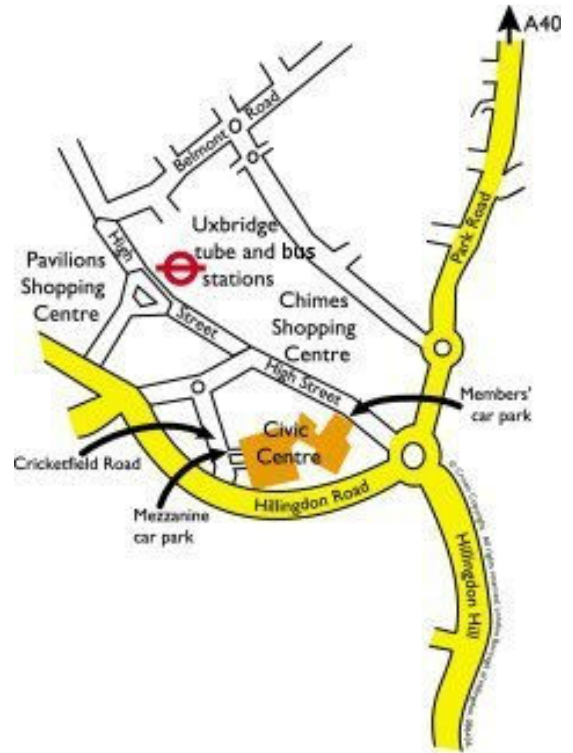 A40
Belmont Road
Park Road
Uxbridge
tube and bus
stations
High
Street
Pavilions
Shopping
Centre
Chimes
Shopping
Centre
High Street
Members'
car park
Civic
Centre
Cricketfield Road
Mezzanine
car park
Hillingdon Road
Hillingdon Hill